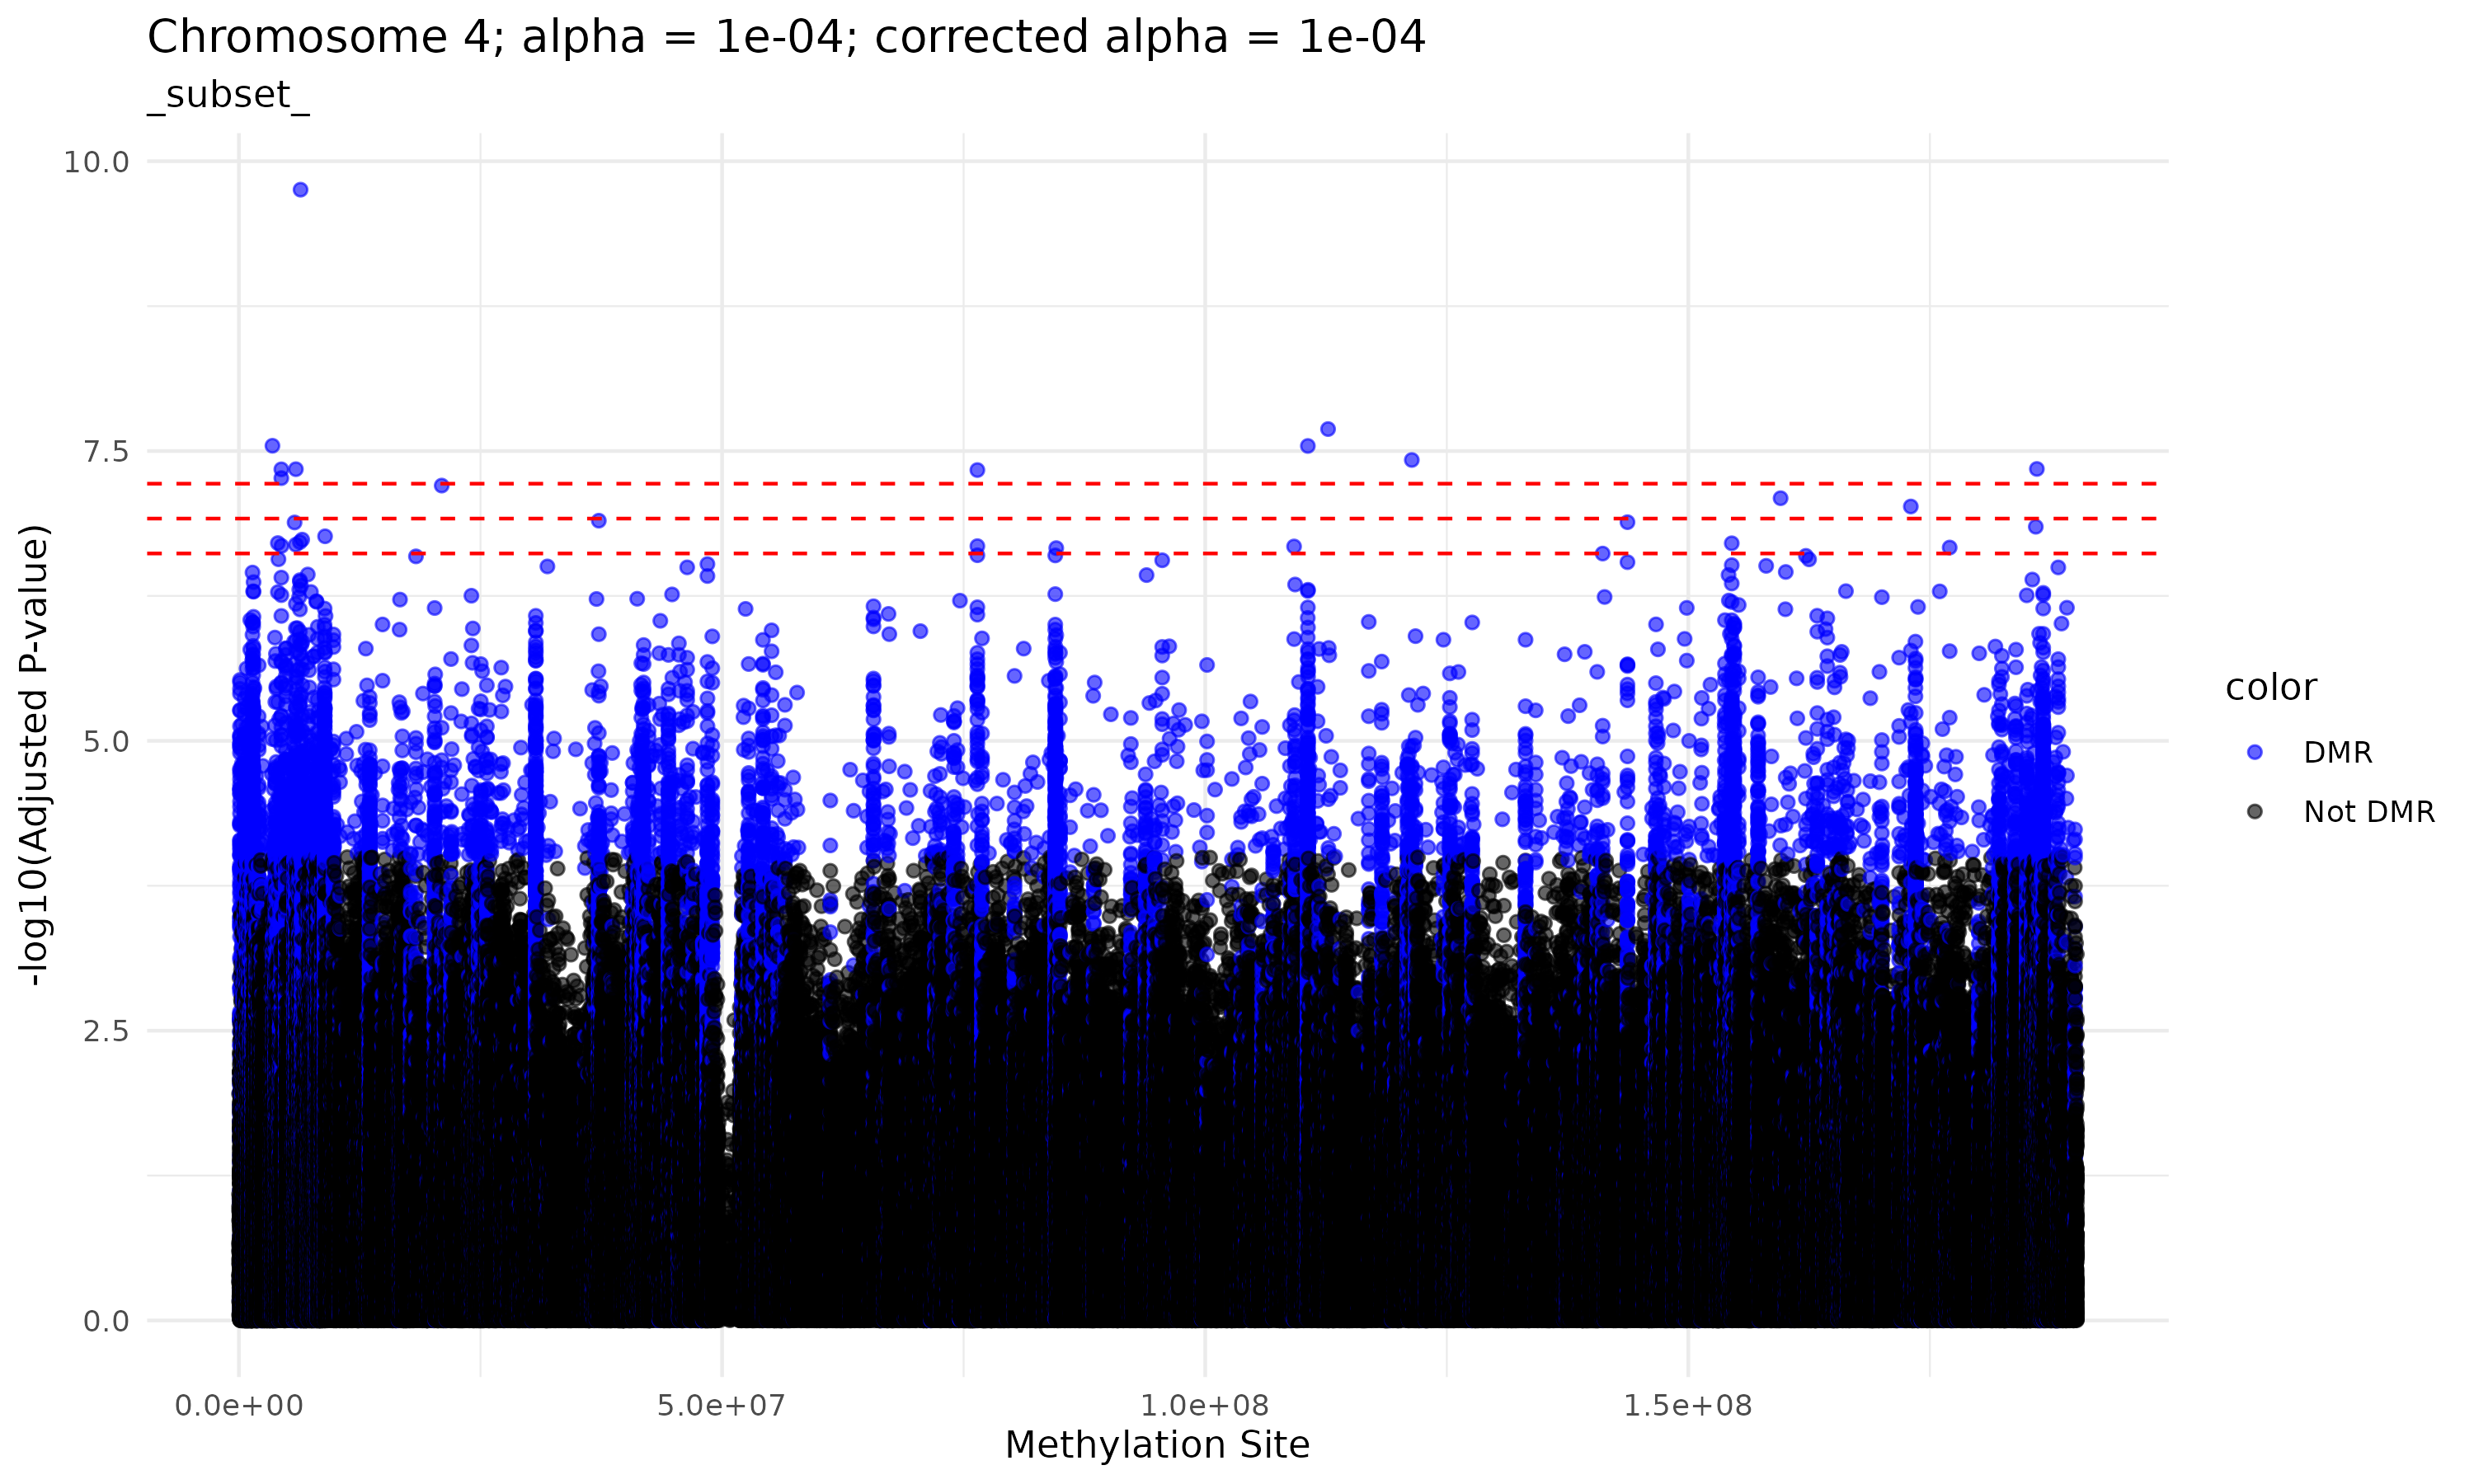 Chromosome 4; alpha = 1e-04; corrected alpha = 1e-04
_subset_
10.0
7.5
5.0
2.5
0.0
-log10(Adjusted P-value)
0.0e+00
5.0e+07
1.0e+08
1.5e+08
Methylation Site
color
DMR
Not DMR